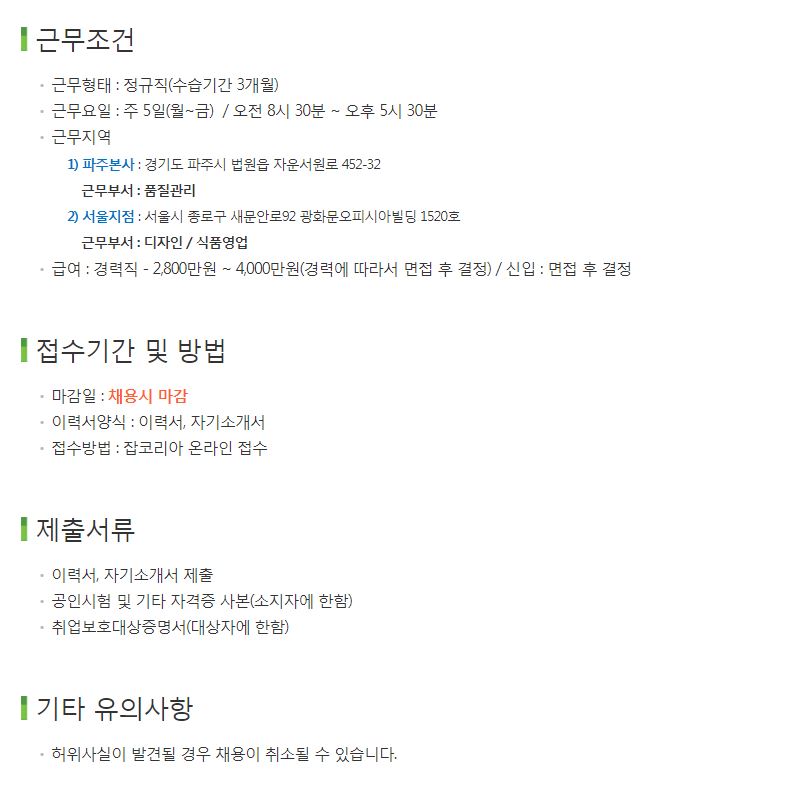 근무조건
· 근무형태 : 정규직(수습기간 3개월)
· 근무요일 : 주 5일(월~금)  / 오전 8시 30분 ~ 오후 5시 30분
· 근무지역
1) 파주본사 : 경기도 파주시 법원읍 자운서원로 452-32
근무부서 : 품질관리
2) 서울지점 : 서울시 종로구 새문안로92 광화문오피시아빌딩 1520호
근무부서 : 디자인 / 식품영업
· 급여 : 경력직 - 2,800만원 ~ 4,000만원(경력에 따라서 면접 후 결정) / 신입 : 면접 후 결정
접수기간 및 방법
· 마감일 : 채용시 마감
· 이력서양식 : 이력서, 자기소개서
· 접수방법 : 잡코리아 온라인 접수
제출서류
· 이력서, 자기소개서 제출
· 공인시험 및 기타 자격증 사본(소지자에 한함)
· 취업보호대상증명서(대상자에 한함)
기타 유의사항
· 허위사실이 발견될 경우 채용이 취소될 수 있습니다.